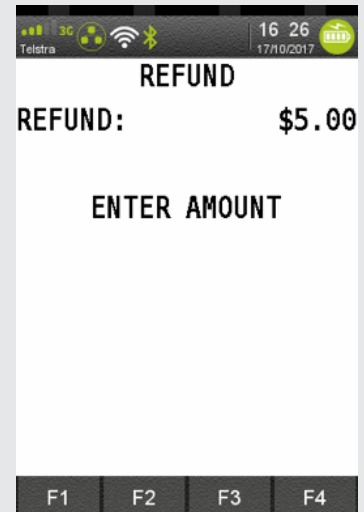 3G 16 26
Telstra 17/10/2017
REFUND
REFUND: $5.00
ENTER AMOUNT
F1 F2 F3 F4